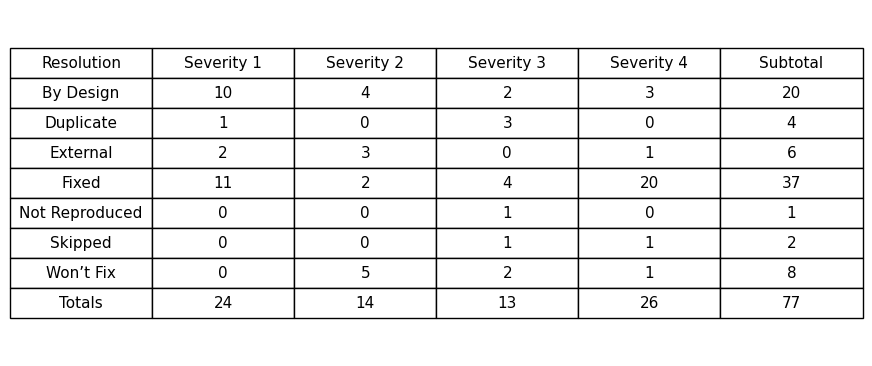 Resolution Severity 1 Severity 2 Severity 3 Severity 4 Subtotal
By Design 10 4 2 3 20
Duplicate 1 0 3 0 4
External 2 3 0 1 6
Fixed 11 2 4 20 37
Not Reproduced 0 0 1 0 1
Skipped 0 0 1 1 2
Won’t Fix 0 5 2 1 8
Totals 24 14 13 26 77